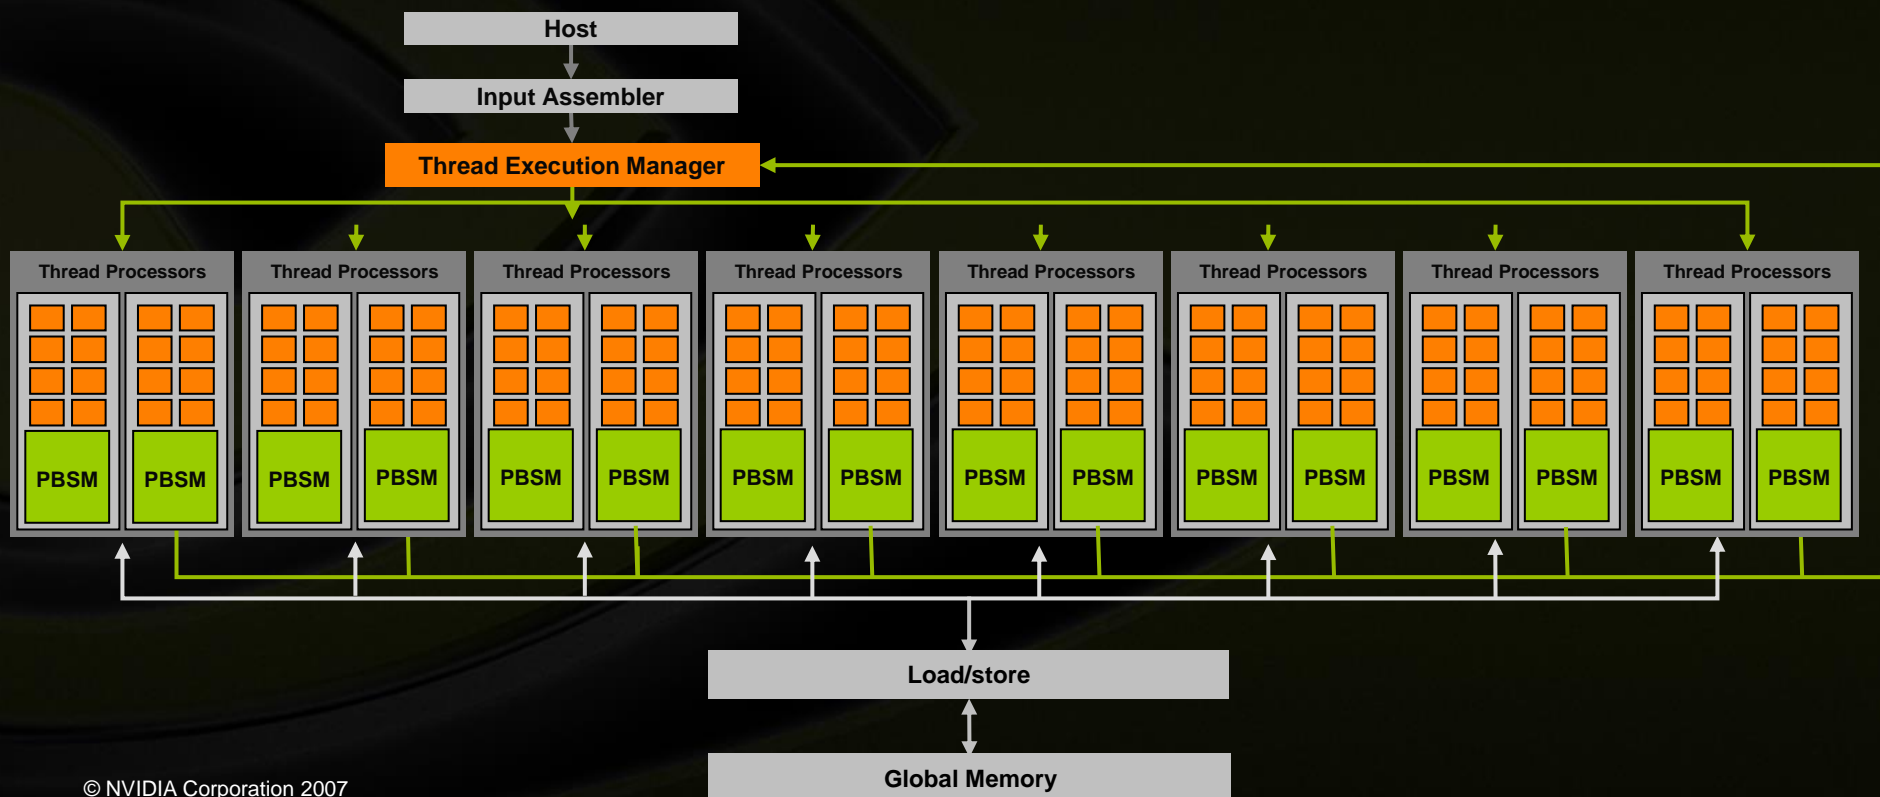 Host
Input Assembler
Thread Execution Manager
Thread Processors Thread Processors Thread Processors Thread Processors Thread Processors Thread Processors Thread Processors Thread Processors
PBSM PBSM PBSM PBSM PBSM PBSM PBSM PBSM PBSM PBSM PBSM PBSM PBSM PBSM PBSM PBSM
Load/store
Global Memory
© NVIDIA Corporation 2007